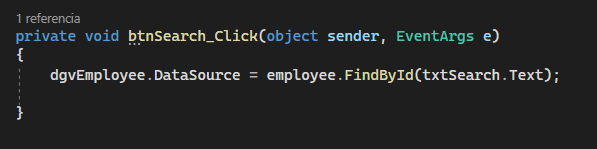 1 referencia
private void btnSearch_Click(object sender, EventArgs e)
{
dgvEmployee.DataSource = employee.FindById(txtSearch.Text);
}